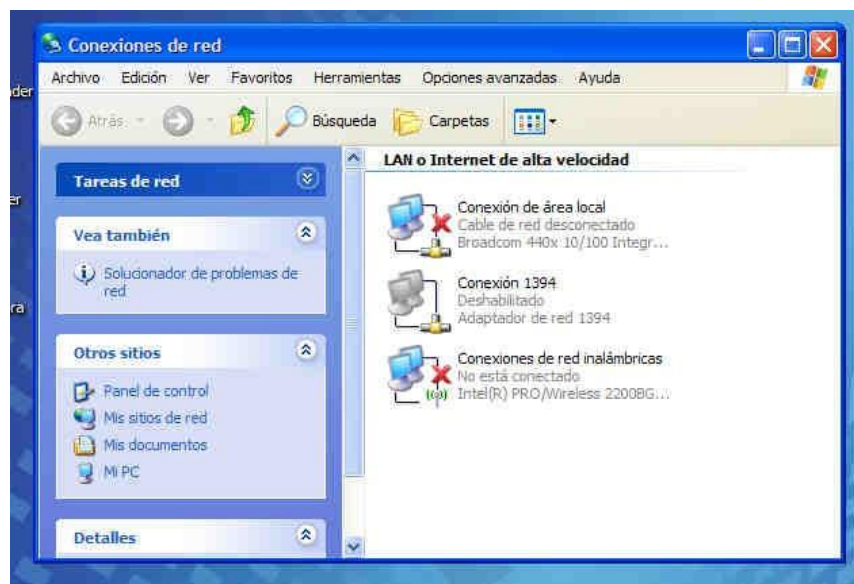 Conexiones de red
Archivo Edición Ver Favoritos Herramientas Opciones avanzadas Ayuda
Atrás Búsqueda Carpetas
Tareas de red
Vea también
Solucionador de problemas de
red
Otros sitios
Panel de control
Mis sitios de red
Mis documentos
Mi PC
Detalles
LAN o Internet de alta velocidad
Conexión de área local
Cable de red desconectado
Broadcom 440x 10/100 Integr...
Conexión 1394
Deshabilitado
Adaptador de red 1394
Conexiones de red inalámbricas
No está conectado
Intel(R) PRO/Wireless 2200BG...
ader
er
ra